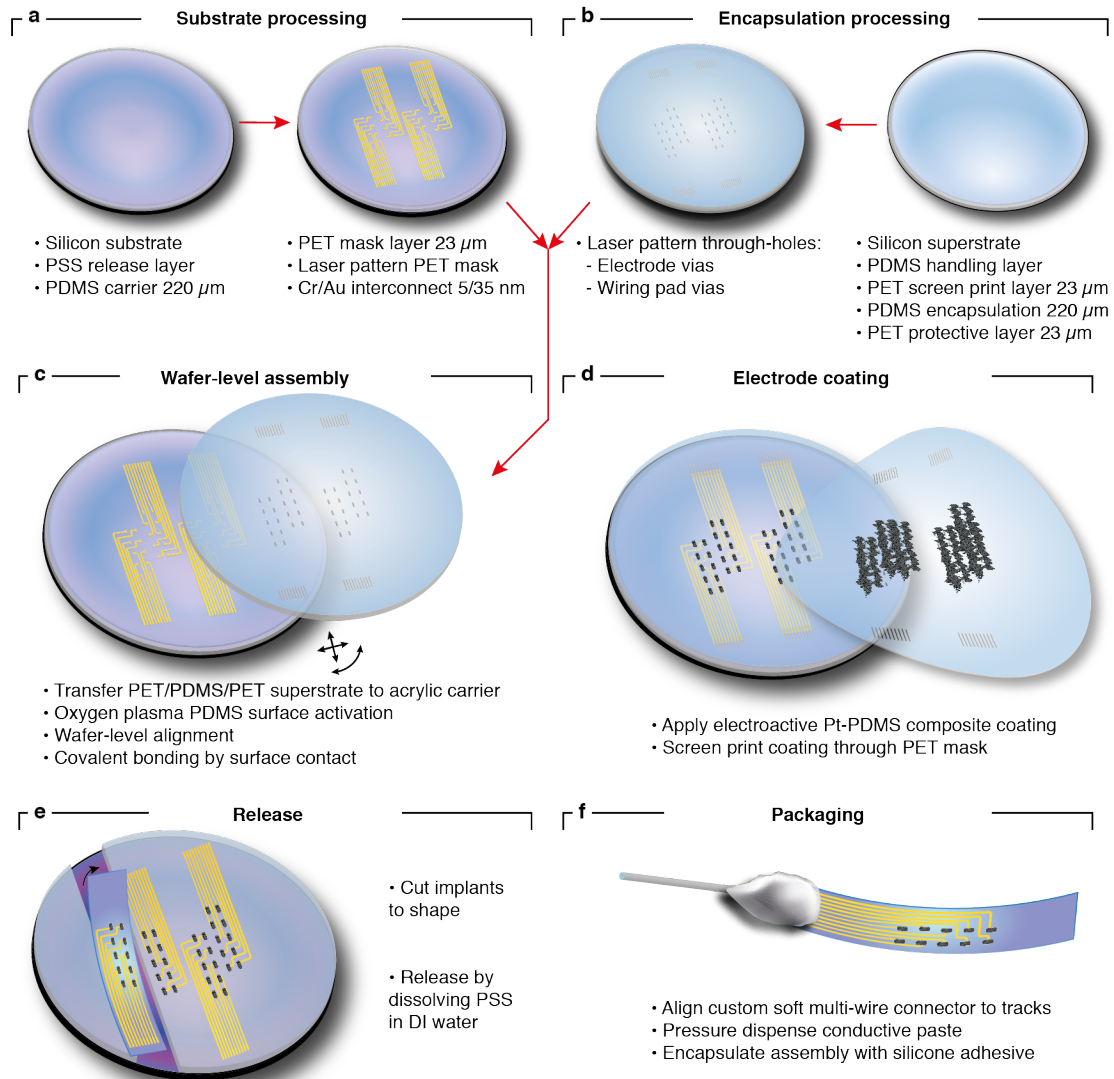 a Substrate processing
• Silicon substrate
• PSS release layer
• PDMS carrier 220 µm
• PET mask layer 23 µm
• Laser pattern PET mask
• Cr/Au interconnect 5/35 nm
b Encapsulation processing
• Laser pattern through-holes:
- Electrode vias
- Wiring pad vias
• Silicon superstrate
• PDMS handling layer
• PET screen print layer 23 µm
• PDMS encapsulation 220 µm
• PET protective layer 23 µm
c Wafer-level assembly
• Transfer PET/PDMS/PET superstrate to acrylic carrier
• Oxygen plasma PDMS surface activation
• Wafer-level alignment
• Covalent bonding by surface contact
d Electrode coating
• Apply electroactive Pt-PDMS composite coating
• Screen print coating through PET mask
e Release
• Cut implants
to shape
• Release by
dissolving PSS
in DI water
f Packaging
• Align custom soft multi-wire connector to tracks
• Pressure dispense conductive paste
• Encapsulate assembly with silicone adhesive